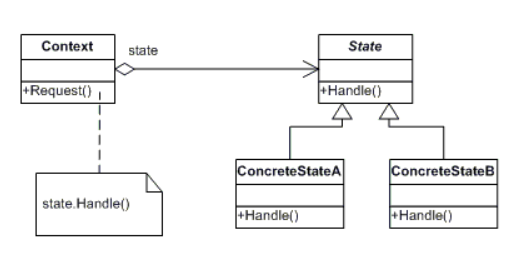 Context
state
State
+Request()
+Handle()
state.Handle()
ConcreteStateA
ConcreteStateB
+Handle()
+Handle()